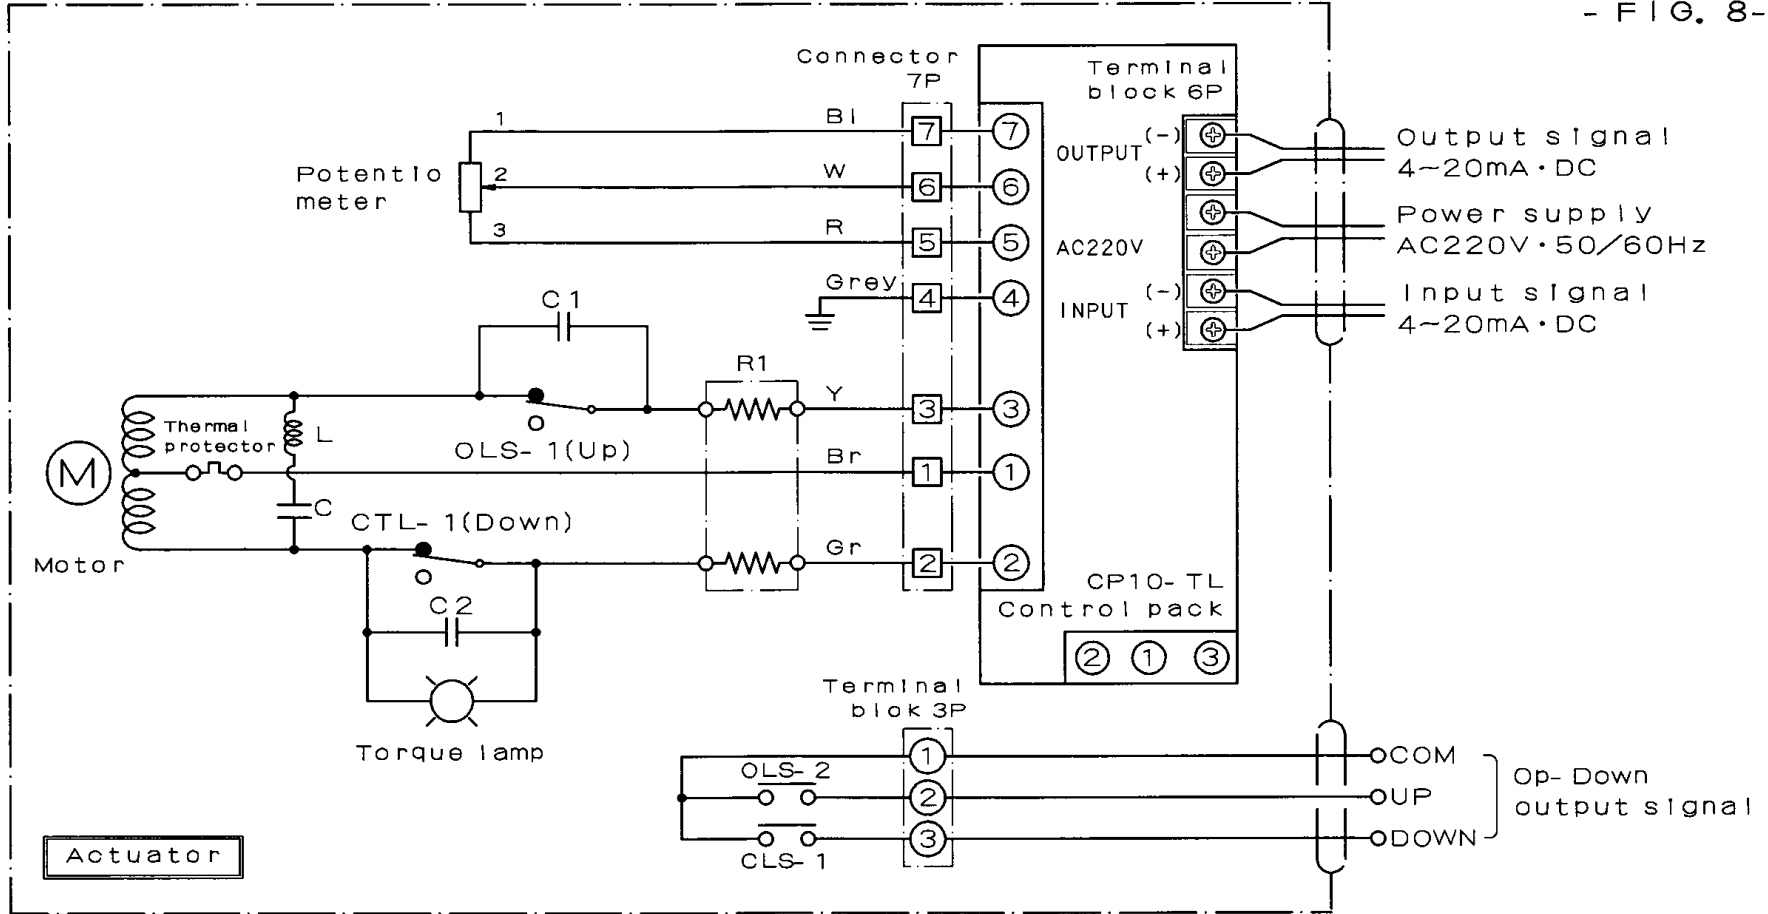 - FIG. 8-
Connector
7P
Terminal
block 6P
1
Bl
7
7
(-)
OUTPUT
(+)
Output signal
4~20mA・DC
Potentio
meter
2
W
6
6
3
R
5
5
AC220V
Power supply
AC220V・50/60Hz
Grey
4
4
(-)
INPUT
(+)
Input signal
4~20mA・DC
C1
R1
Y
3
3
Thermal
protector
L
OLS-1(Up)
M
Br
1
1
C
CTL-1(Down)
Gr
2
2
Motor
C2
CP10-TL
Control pack
2 1 3
Torque lamp
Terminal
blok 3P
1
COM
OLS-2
2
UP
Op-Down
output signal
3
DOWN
CLS-1
Actuator